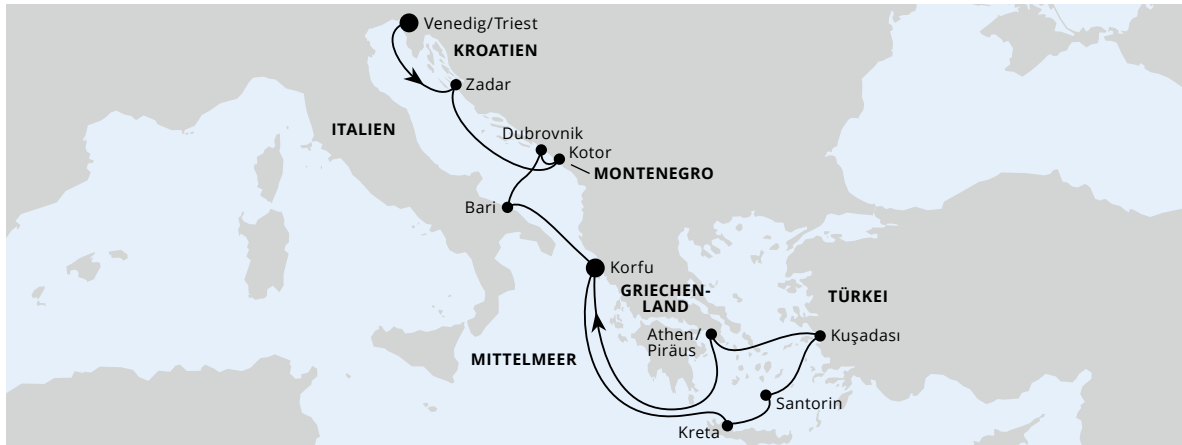 Venedig/Triest
KROATIEN
Zadar
ITALIEN
Dubrovnik
Kotor
MONTENEGRO
Bari
Korfu
GRIECHEN-
LAND
TÜRKEI
Athen/
Piräus
Kuşadası
MITTELMEER
Santorin
Kreta